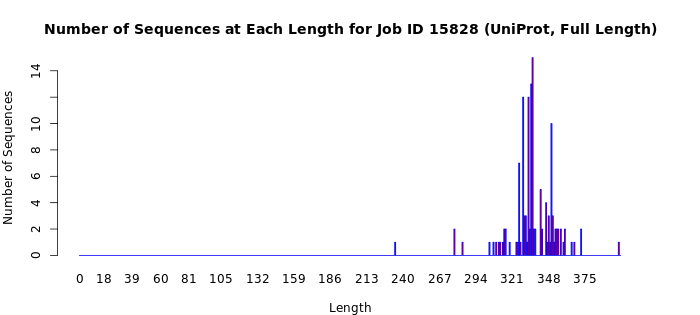 Number of Sequences at Each Length for Job ID 15828 (UniProt, Full Length)
Number of Sequences
14
10
8
6
4
2
0
0 18 39 60 81 105 132 159 186 213 240 267 294 321 348 375
Length